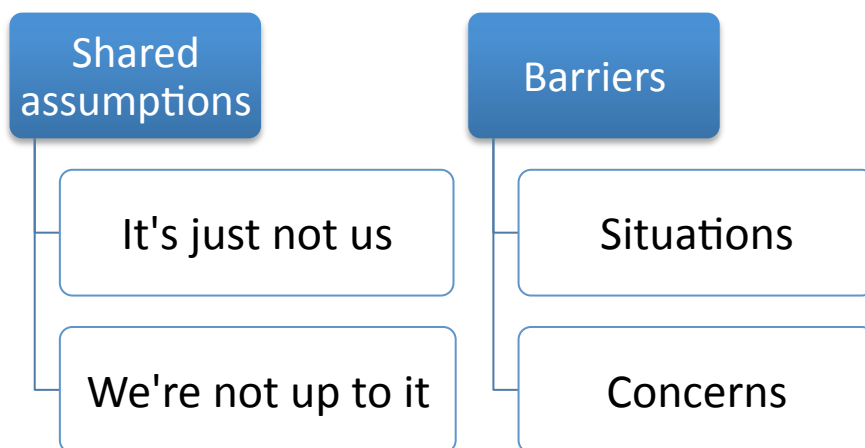 Shared
assumptions
It's just not us
We're not up to it
Barriers
Situations
Concerns